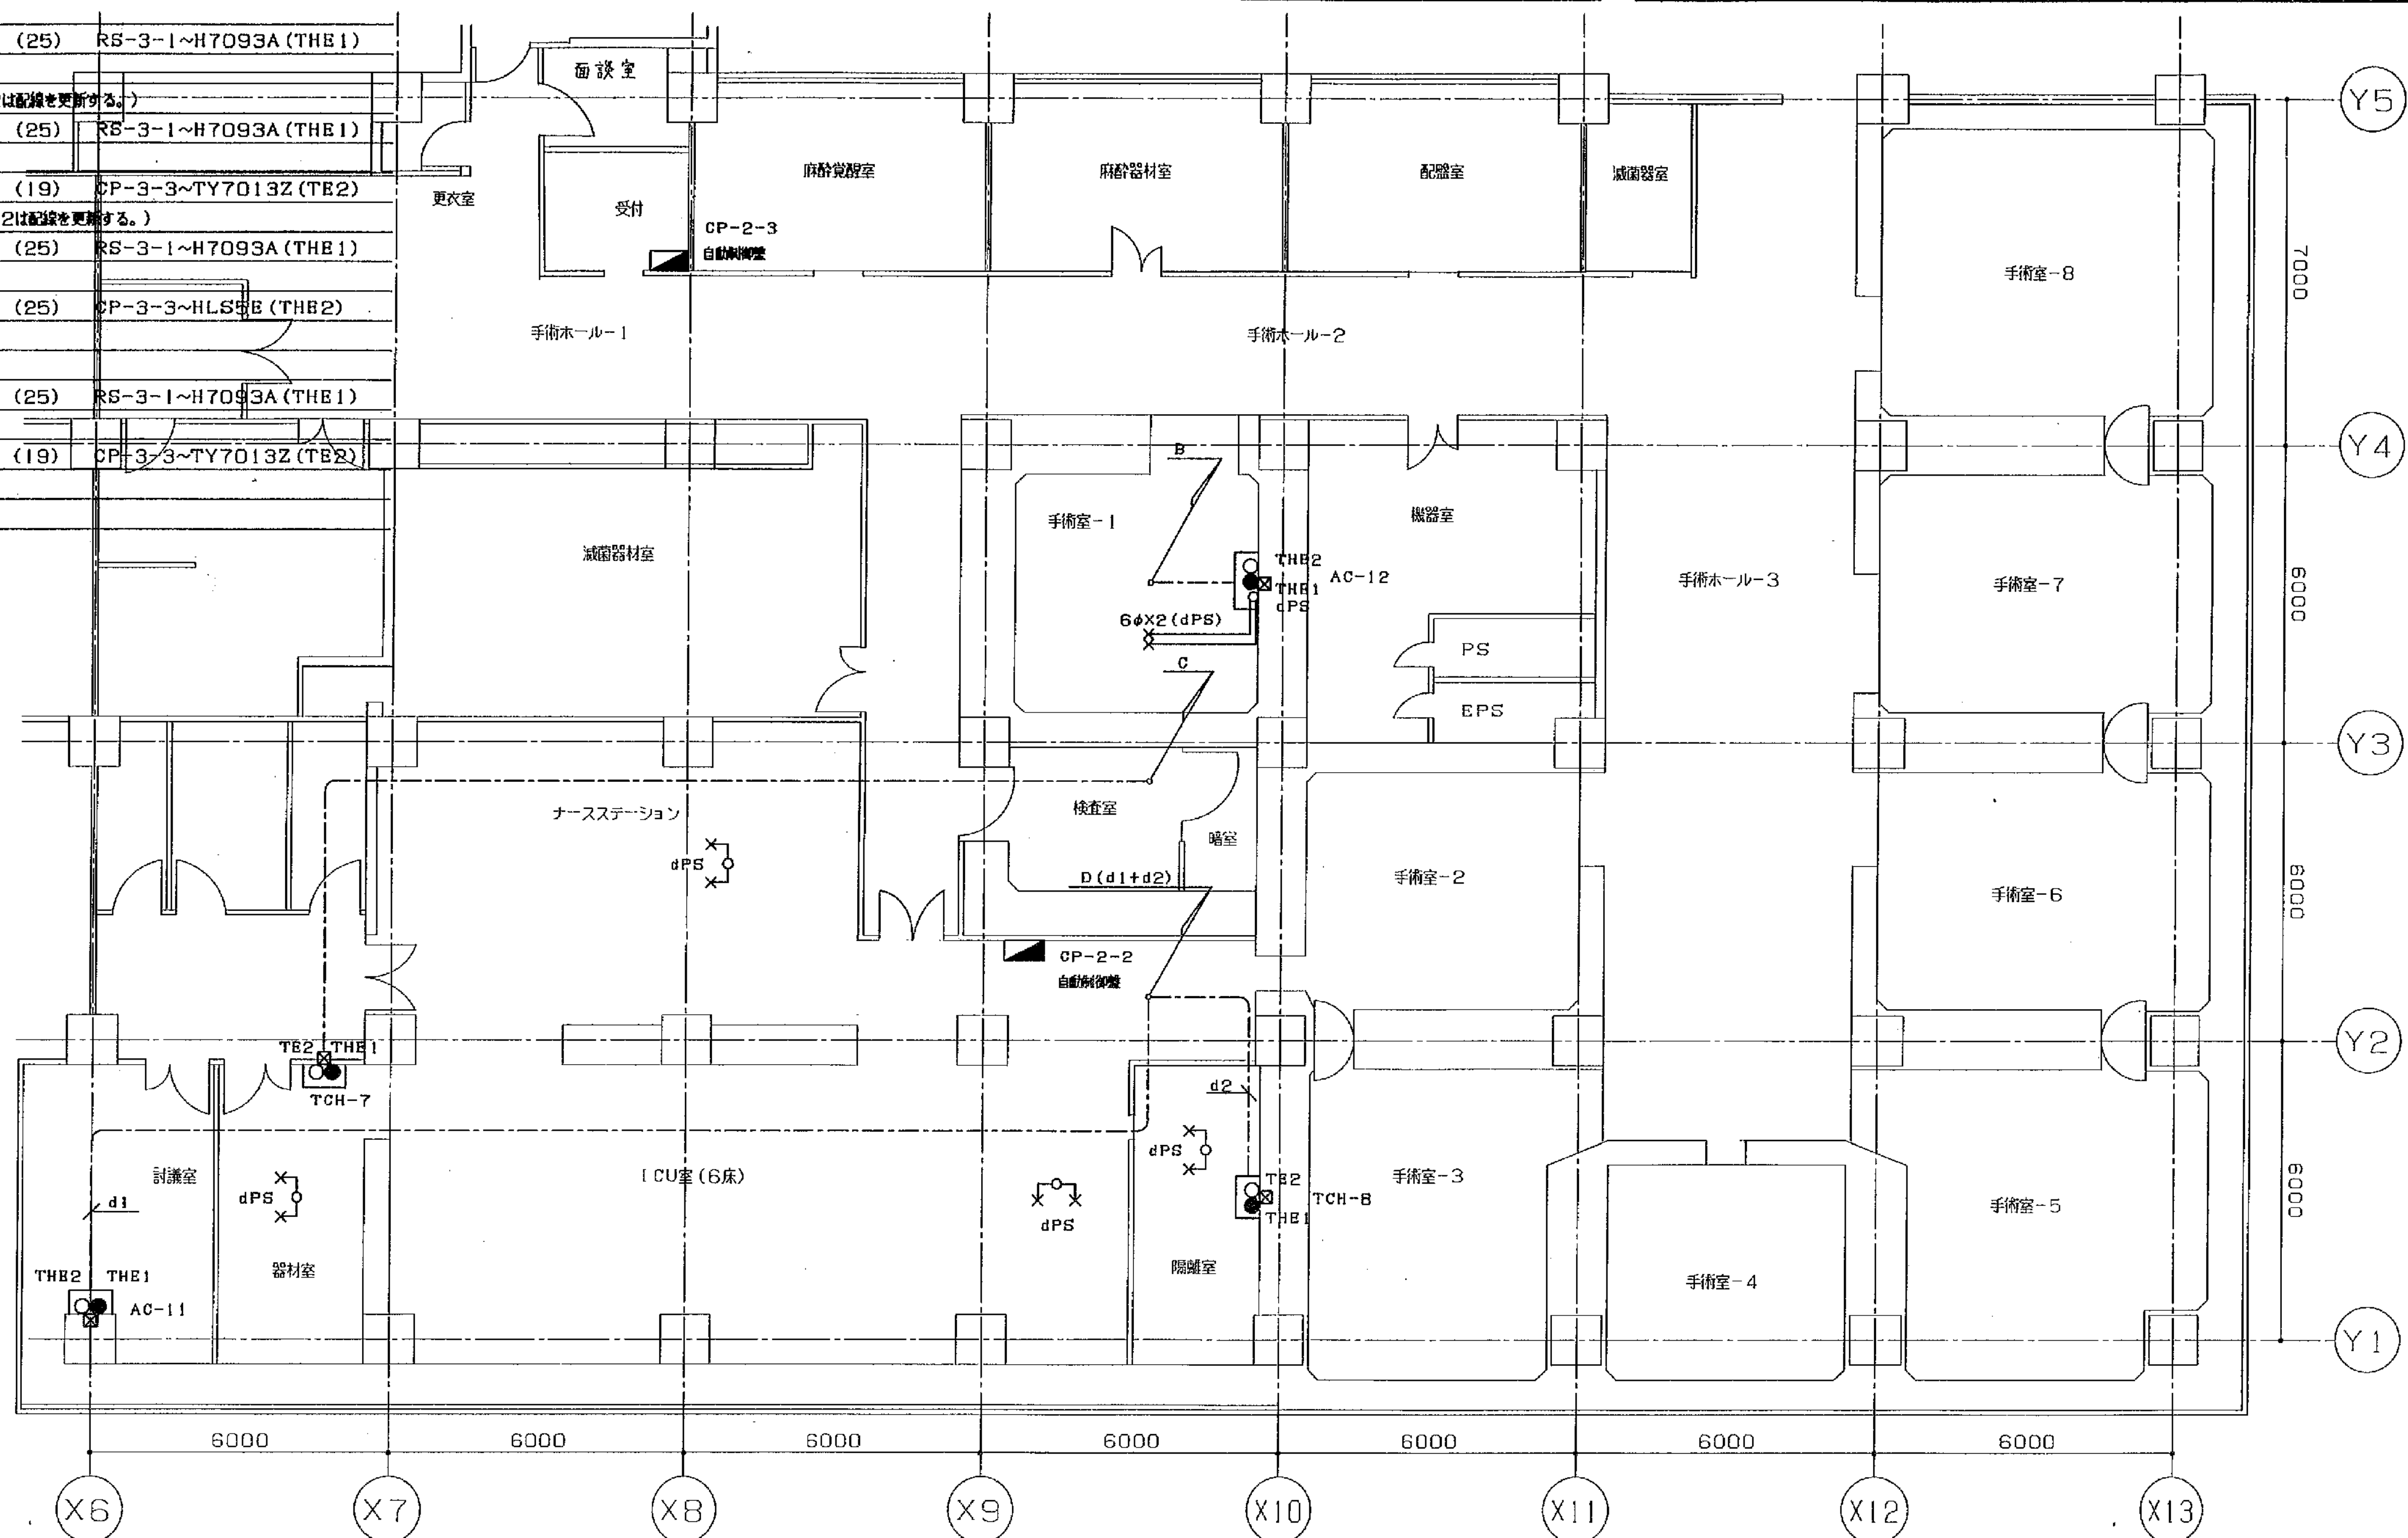 (25) RS-3-1~H7093A(THE1)
は配線を更新する。)
(25) RS-3-1~H7093A(THE1)
(19) CP-3-3~TY7013Z(TE2)
2は配線を更新する。)
(25) RS-3-1~H7093A(THE1)
(25) CP-3-3~HLS5E(THE2)
(25) RS-3-1~H7093A(THE1)
(19) CP-3-3~TY7013Z(TE2)
面談室
更衣室
受付
CP-2-3
自動制御盤
麻酔覚醒室
麻酔器材室
配盤室
滅菌器室
手術室-8
手術ホール-1
手術ホール-2
Y5
7000
Y4
B
手術室-1
機器室
滅菌器材室
THE2
THE1
dPS
AC-12
手術ホール-3
手術室-7
6000
6φX2(dPS)
C
PS
EPS
Y3
ナースステーション
dPS
検査室
暗室
D(d1+d2)
手術室-2
手術室-6
6000
CP-2-2
自動制御盤
Y2
TE2 THE1
TCH-7
d2
討議室
d1
dPS
器材室
ICU室(6床)
dPS
dPS
隔離室
TE2
THE1
TCH-8
手術室-3
手術室-4
手術室-5
6000
THE2 THE1
AC-11
Y1
6000 6000 6000 6000 6000 6000 6000
X6 X7 X8 X9 X10 X11 X12 X13